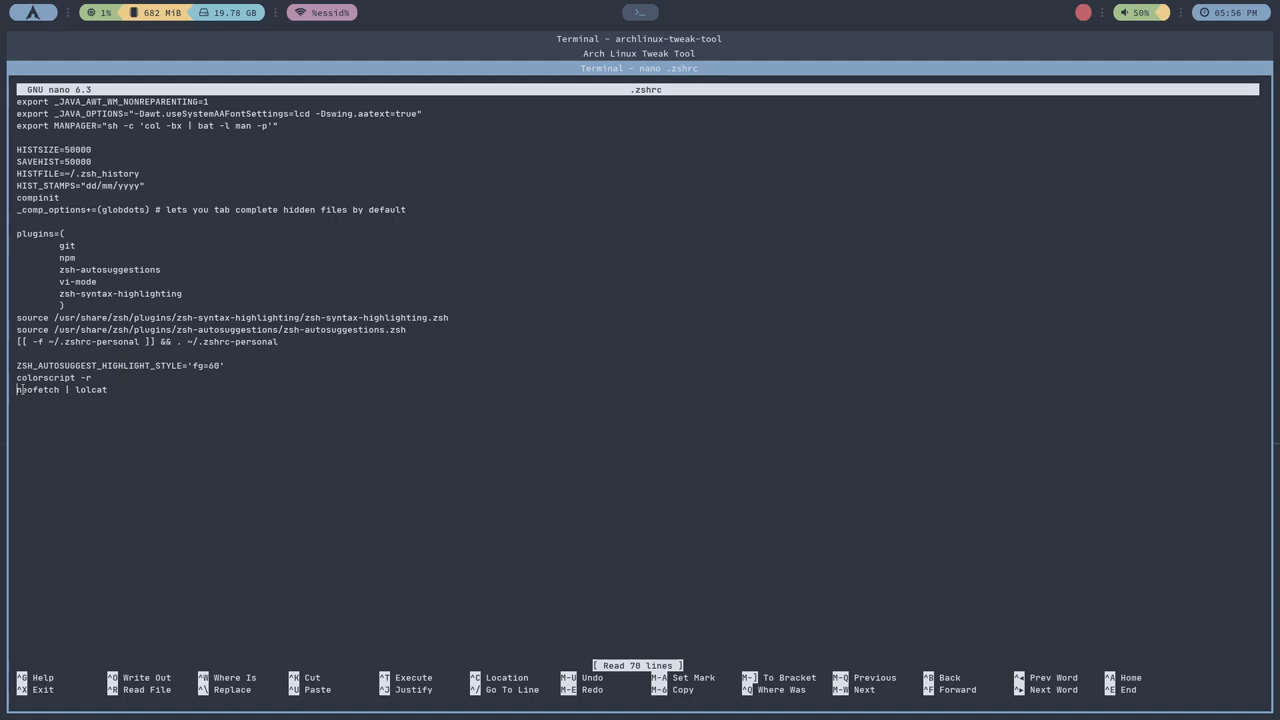 1% 682 MiB 19.78 GB %essid% >_ 50% 05:56 PM
Terminal - archlinux-tweak-tool
Arch Linux Tweak Tool
Terminal - nano .zshrc
GNU nano 6.3 .zshrc
export _JAVA_AWT_WM_NONREPARENTING=1
export _JAVA_OPTIONS="-Dawt.useSystemAAFontSettings=lcd -Dswing.aatext=true"
export MANPAGER="sh -c 'col -bx | bat -l man -p'"
HISTSIZE=50000
SAVEHIST=50000
HISTFILE=~/.zsh_history
HIST_STAMPS="dd/mm/yyyy"
compinit
_comp_options+=(globdots) # lets you tab complete hidden files by default
plugins=(
git
npm
zsh-autosuggestions
vi-mode
zsh-syntax-highlighting
)
source /usr/share/zsh/plugins/zsh-syntax-highlighting/zsh-syntax-highlighting.zsh
source /usr/share/zsh/plugins/zsh-autosuggestions/zsh-autosuggestions.zsh
[[ -f ~/.zshrc-personal ]] && . ~/.zshrc-personal
ZSH_AUTOSUGGEST_HIGHLIGHT_STYLE='fg=60'
colorscript -r
neofetch | lolcat
[ Read 70 lines ]
^G Help ^O Write Out ^W Where Is ^K Cut ^T Execute ^C Location M-U Undo M-A Set Mark M-] To Bracket M-Q Previous ^B Back ^◂ Prev Word ^A Home
^X Exit ^R Read File ^\ Replace ^U Paste ^J Justify ^/ Go To Line M-E Redo M-6 Copy ^Q Where Was M-W Next ^F Forward ^▸ Next Word ^E End